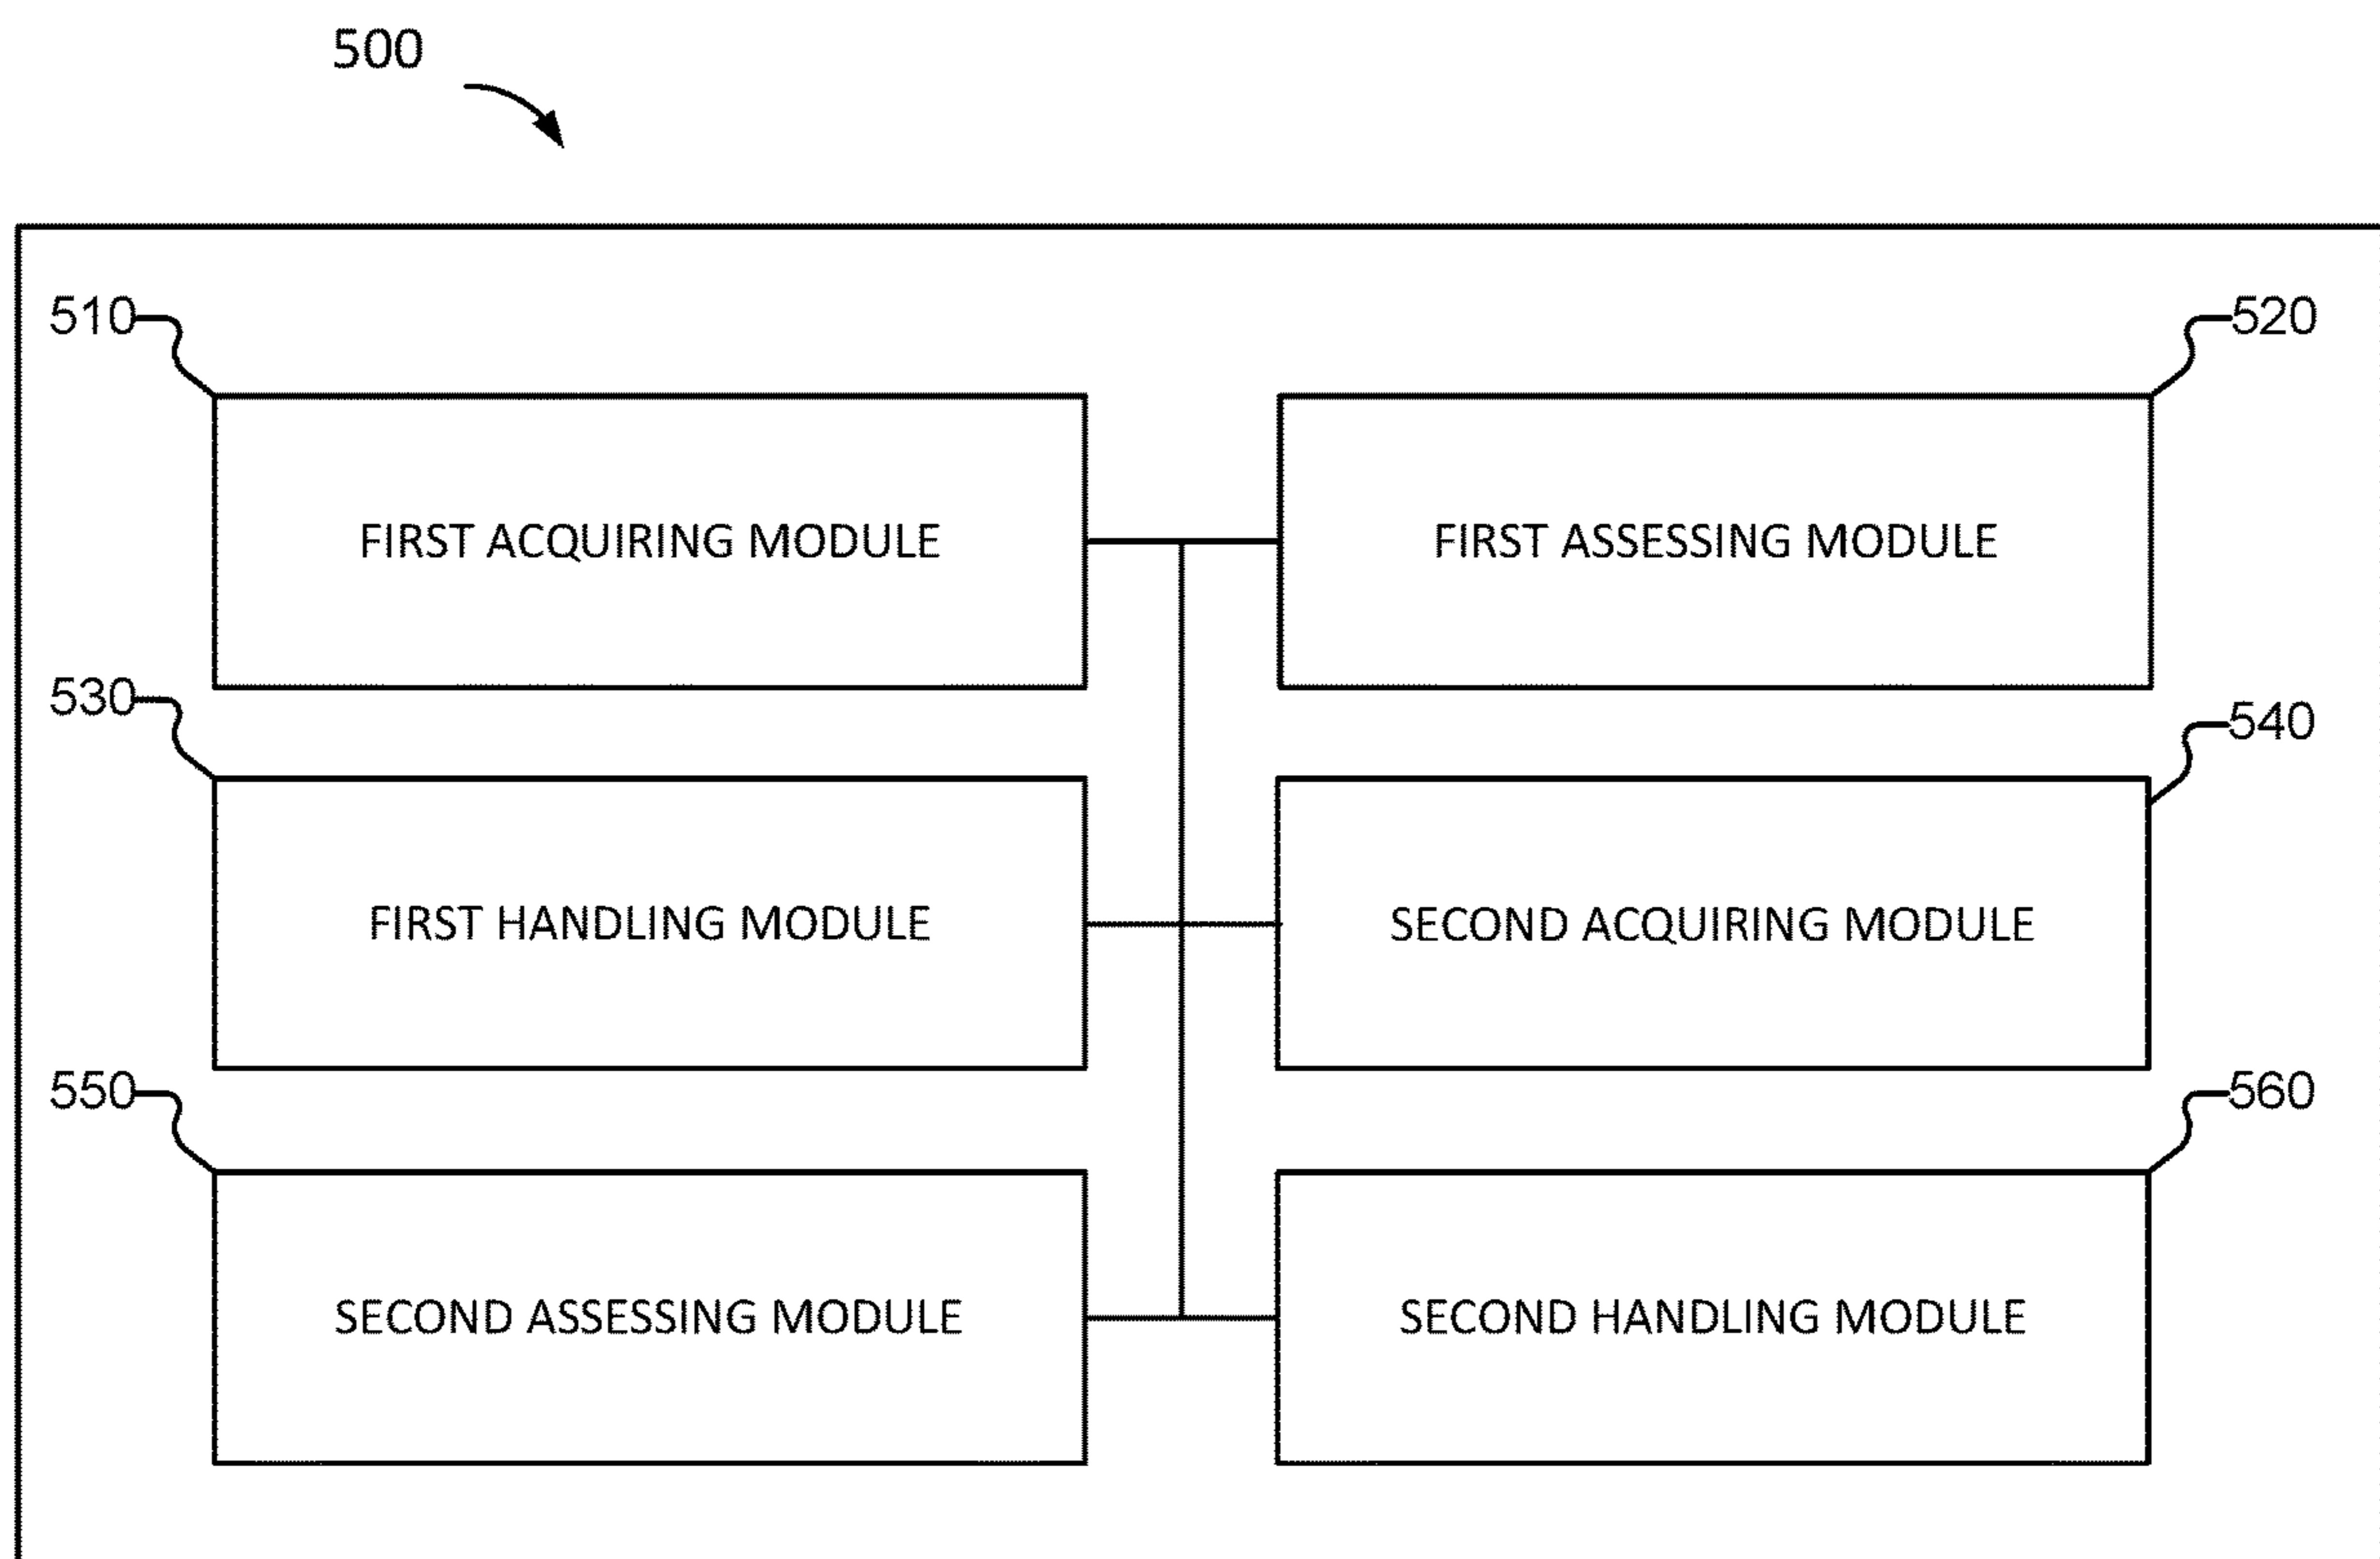 500
510
520
FIRST ACQUIRING MODULE
FIRST ASSESSING MODULE
530
540
FIRST HANDLING MODULE
SECOND ACQUIRING MODULE
550
560
SECOND ASSESSING MODULE
SECOND HANDLING MODULE